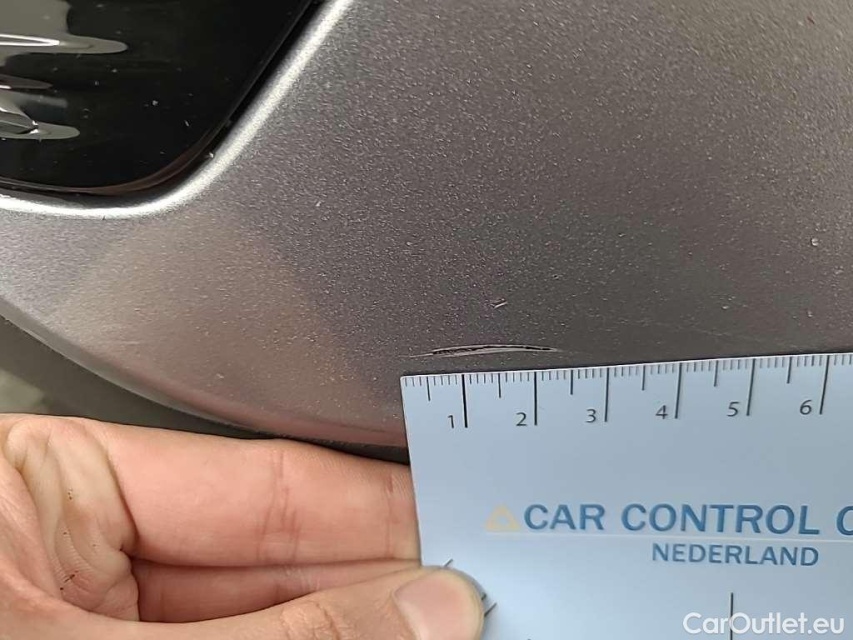 1 2 3 4 5 6
CAR CONTROL
NEDERLAND
CarOutlet.eu